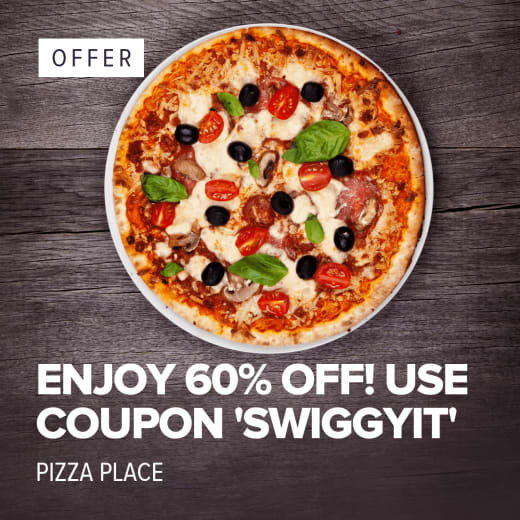 OFFER
ENJOY 60% OFF! USE
COUPON 'SWIGGYIT'
PIZZA PLACE